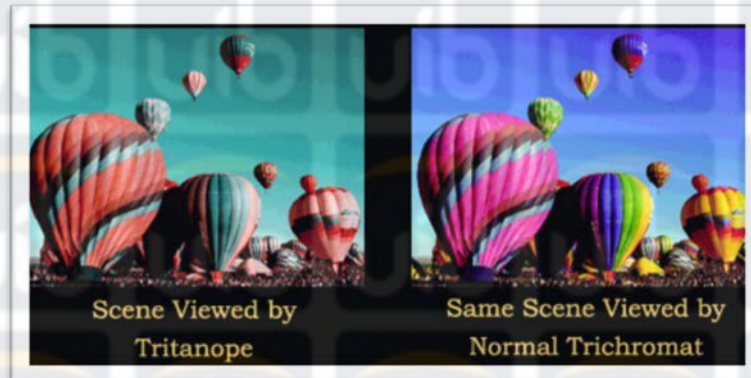 Scene Viewed by
Tritanope
Same Scene Viewed by
Normal Trichromat